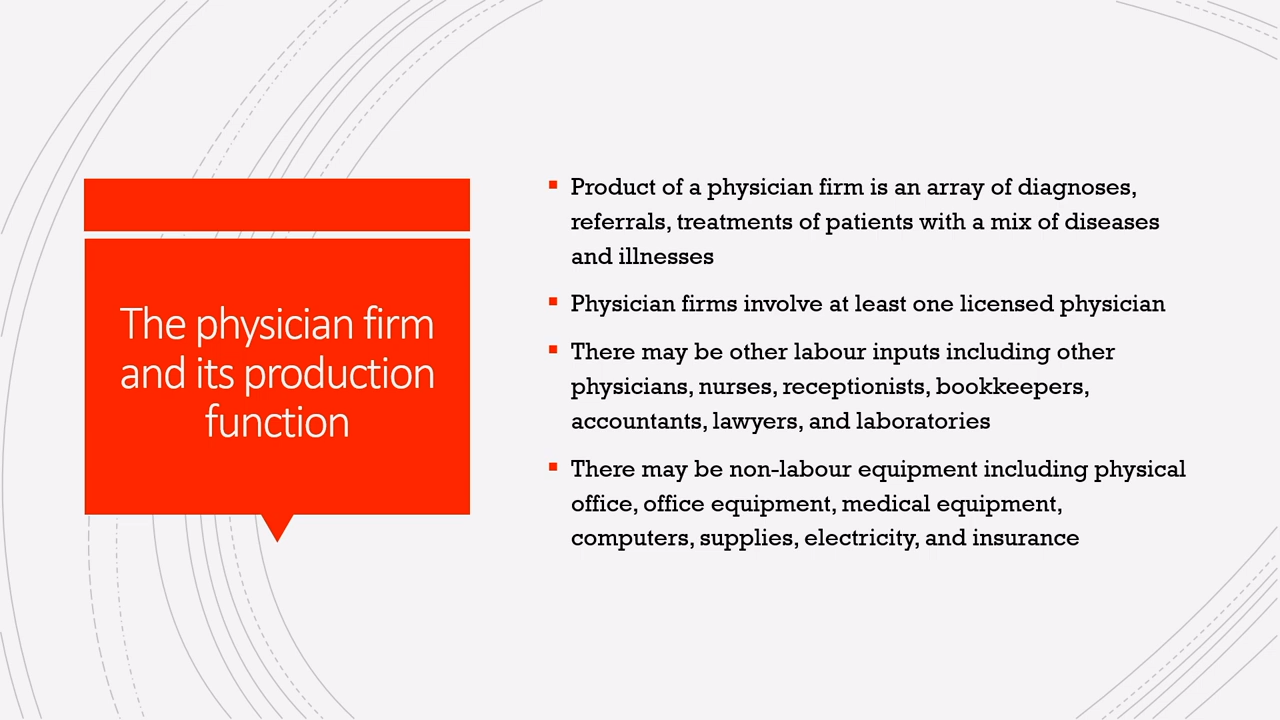 The physician firm
and its production
function
Product of a physician firm is an array of diagnoses,
referrals, treatments of patients with a mix of diseases
and illnesses
Physician firms involve at least one licensed physician
There may be other labour inputs including other
physicians, nurses, receptionists, bookkeepers,
accountants, lawyers, and laboratories
There may be non-labour equipment including physical
office, office equipment, medical equipment,
computers, supplies, electricity, and insurance